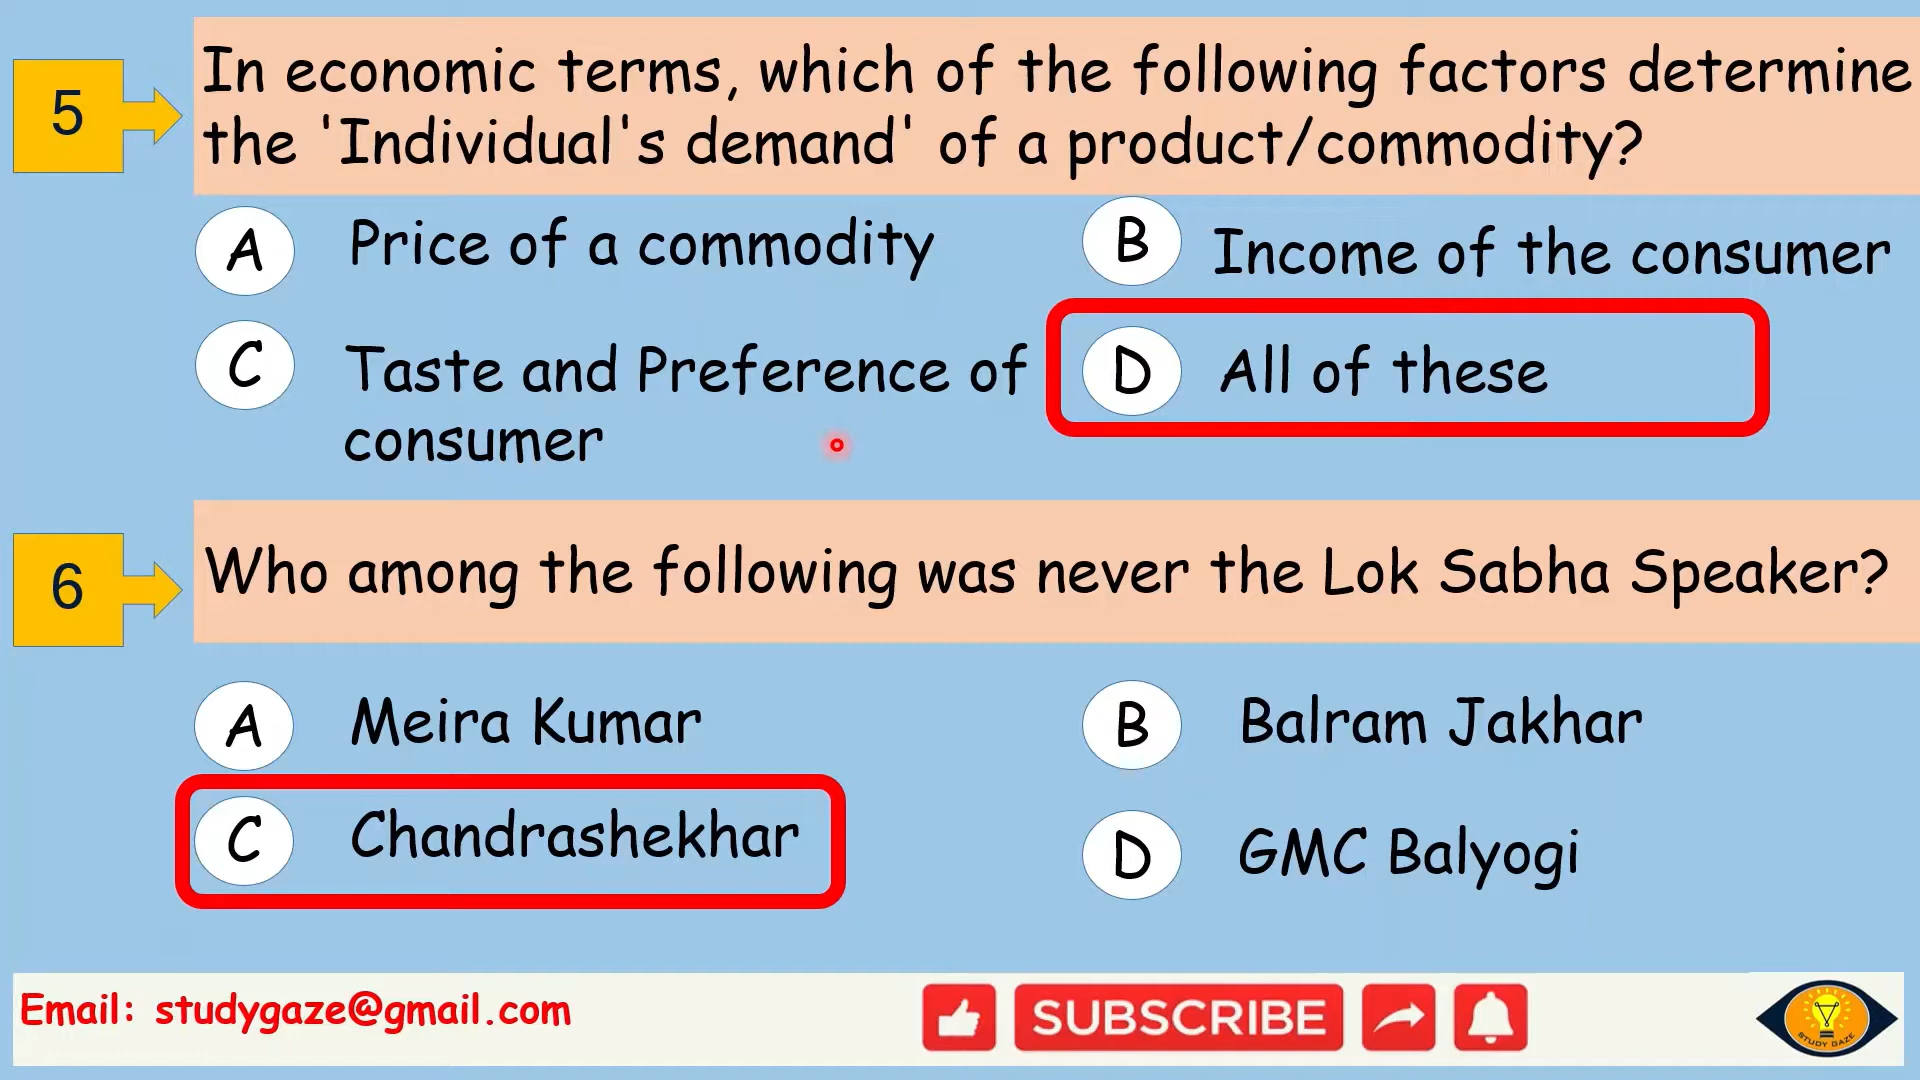 5
In economic terms, which of the following factors determine
the 'Individual's demand' of a product/commodity?
A Price of a commodity
B Income of the consumer
C Taste and Preference of
consumer
D All of these
6
Who among the following was never the Lok Sabha Speaker?
A Meira Kumar
B Balram Jakhar
C Chandrashekhar
D GMC Balyogi
Email: studygaze@gmail.com
SUBSCRIBE
STUDY GAZE